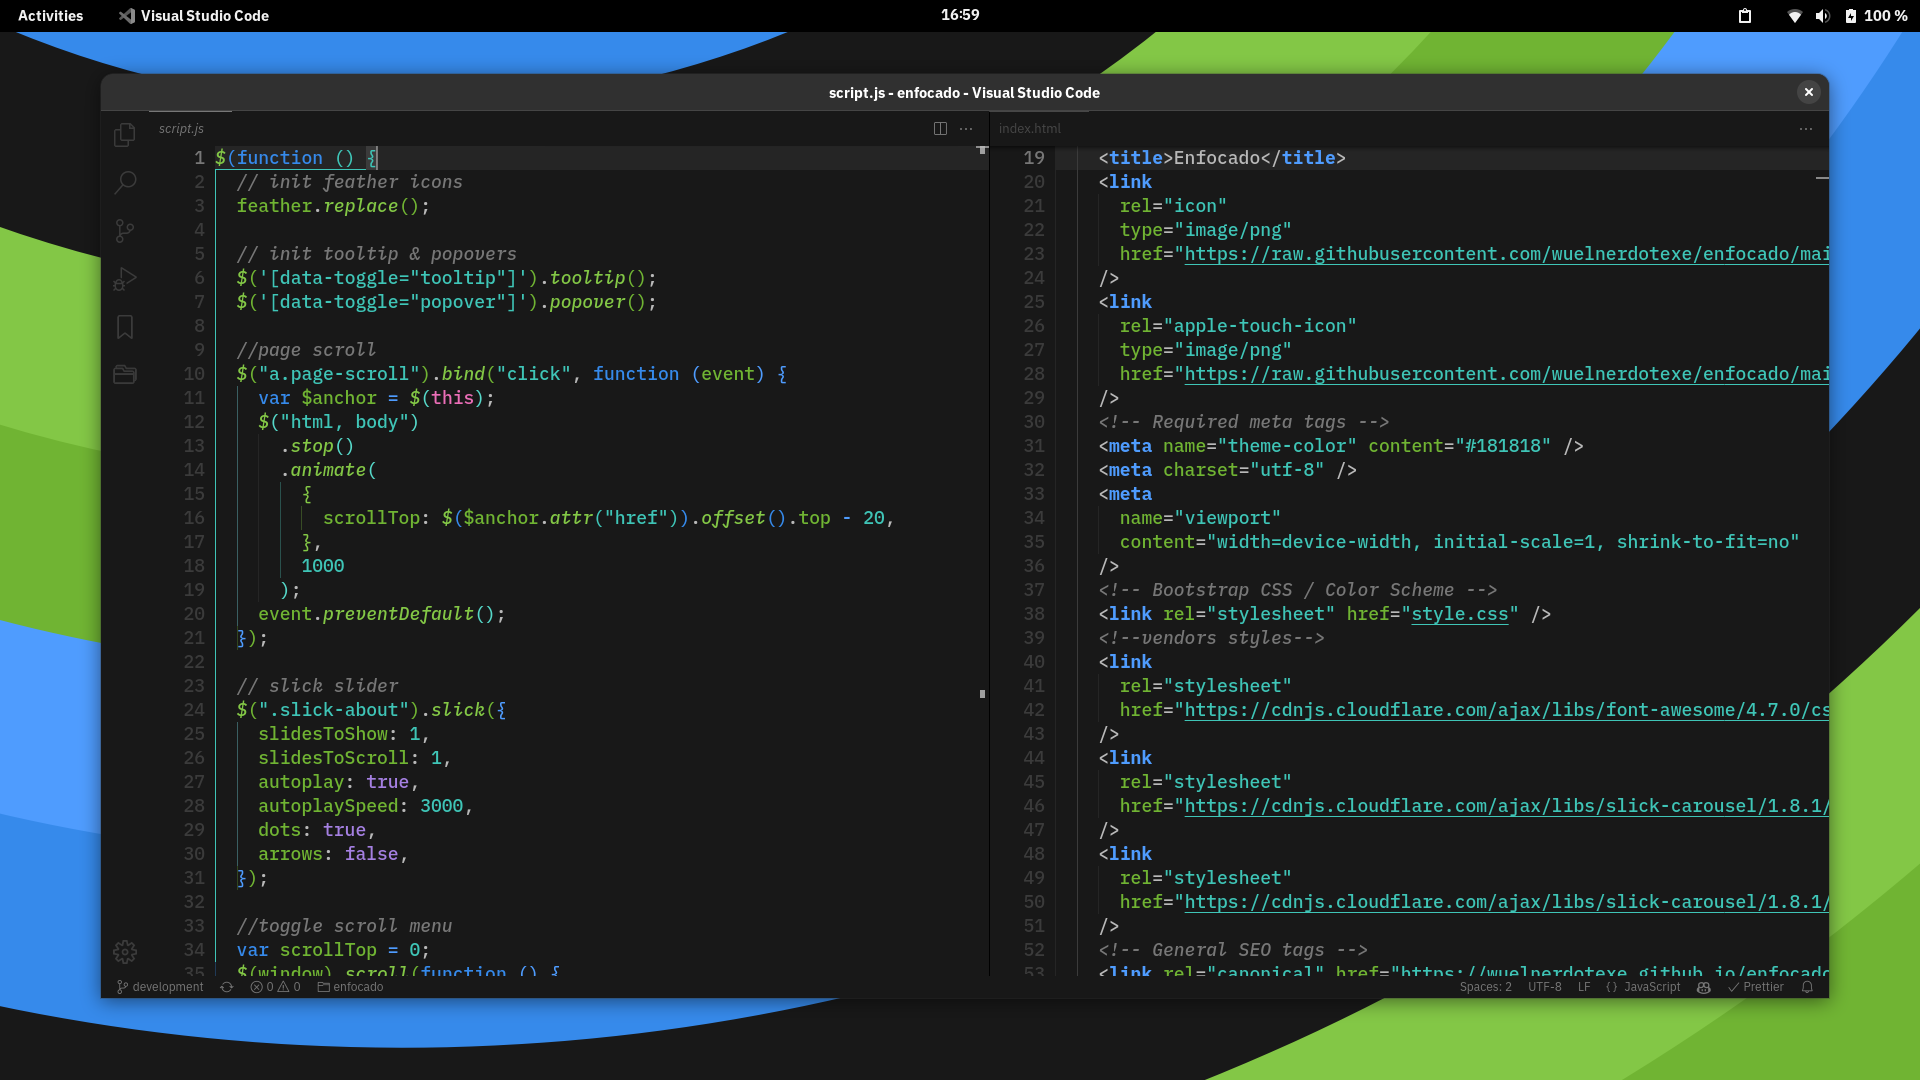 Activities
Visual Studio Code
16:59
100 %
script.js - enfocado - Visual Studio Code
script.js
1 $(function () {
2 // init feather icons
3 feather.replace();
4
5 // init tooltip & popovers
6 $('[data-toggle="tooltip"]').tooltip();
7 $('[data-toggle="popover"]').popover();
8
9 //page scroll
10 $("a.page-scroll").bind("click", function (event) {
11 var $anchor = $(this);
12 $("html, body")
13 .stop()
14 .animate(
15 {
16 scrollTop: $($anchor.attr("href")).offset().top - 20,
17 },
18 1000
19 );
20 event.preventDefault();
21 });
22
23 // slick slider
24 $(".slick-about").slick({
25 slidesToShow: 1,
26 slidesToScroll: 1,
27 autoplay: true,
28 autoplaySpeed: 3000,
29 dots: true,
30 arrows: false,
31 });
32
33 //toggle scroll menu
34 var scrollTop = 0;
35 $(window).scroll(function () {
index.html
19 <title>Enfocado</title>
20 <link
21 rel="icon"
22 type="image/png"
23 href="https://raw.githubusercontent.com/wuelnerdotexe/enfocado/mai
24 />
25 <link
26 rel="apple-touch-icon"
27 type="image/png"
28 href="https://raw.githubusercontent.com/wuelnerdotexe/enfocado/mai
29 />
30 <!-- Required meta tags -->
31 <meta name="theme-color" content="#181818" />
32 <meta charset="utf-8" />
33 <meta
34 name="viewport"
35 content="width=device-width, initial-scale=1, shrink-to-fit=no"
36 />
37 <!-- Bootstrap CSS / Color Scheme -->
38 <link rel="stylesheet" href="style.css" />
39 <!--vendors styles-->
40 <link
41 rel="stylesheet"
42 href="https://cdnjs.cloudflare.com/ajax/libs/font-awesome/4.7.0/cs
43 />
44 <link
45 rel="stylesheet"
46 href="https://cdnjs.cloudflare.com/ajax/libs/slick-carousel/1.8.1/
47 />
48 <link
49 rel="stylesheet"
50 href="https://cdnjs.cloudflare.com/ajax/libs/slick-carousel/1.8.1/
51 />
52 <!-- General SEO tags -->
53 <link rel="canonical" href="https://wuelnerdotexe.github.io/enfocado
development
0 0
enfocado
Spaces: 2
UTF-8
LF
{} JavaScript
Prettier